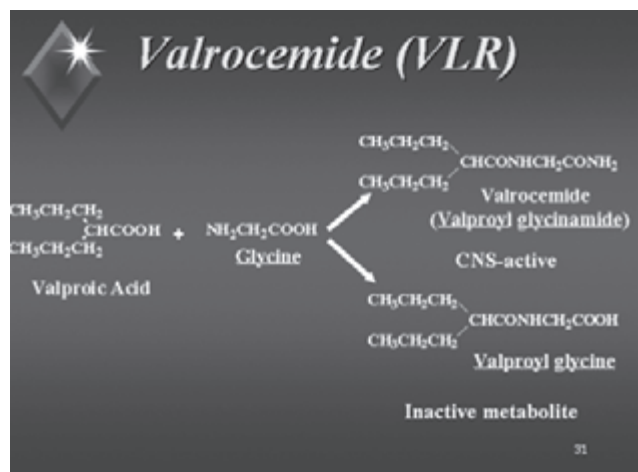 Valrocemide (VLR)
CH₃CH₂CH₂
CHCOOH
CH₃CH₂CH₂
Valproic Acid
+
NH₂CH₂COOH
Glycine
CH₃CH₂CH₂
CHCONHCH₂CONH₂
CH₃CH₂CH₂
Valrocemide
(Valproyl glycinamide)
CNS-active
CH₃CH₂CH₂
CHCONHCH₂COOH
CH₃CH₂CH₂
Valproyl glycine
Inactive metabolite
31